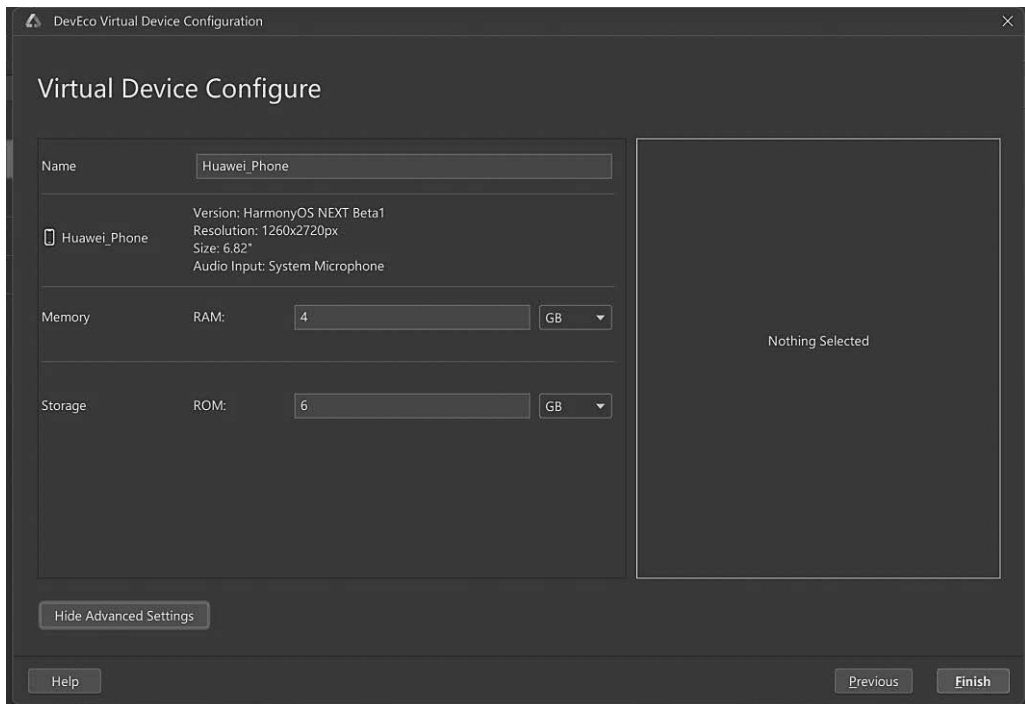 DevEco Virtual Device Configuration
Virtual Device Configure
Name
Huawei_Phone
Huawei_Phone
Version: HarmonyOS NEXT Beta1
Resolution: 1260x2720px
Size: 6.82"
Audio Input: System Microphone
Memory RAM: 4 GB
Storage ROM: 6 GB
Nothing Selected
Hide Advanced Settings
Help Previous Finish